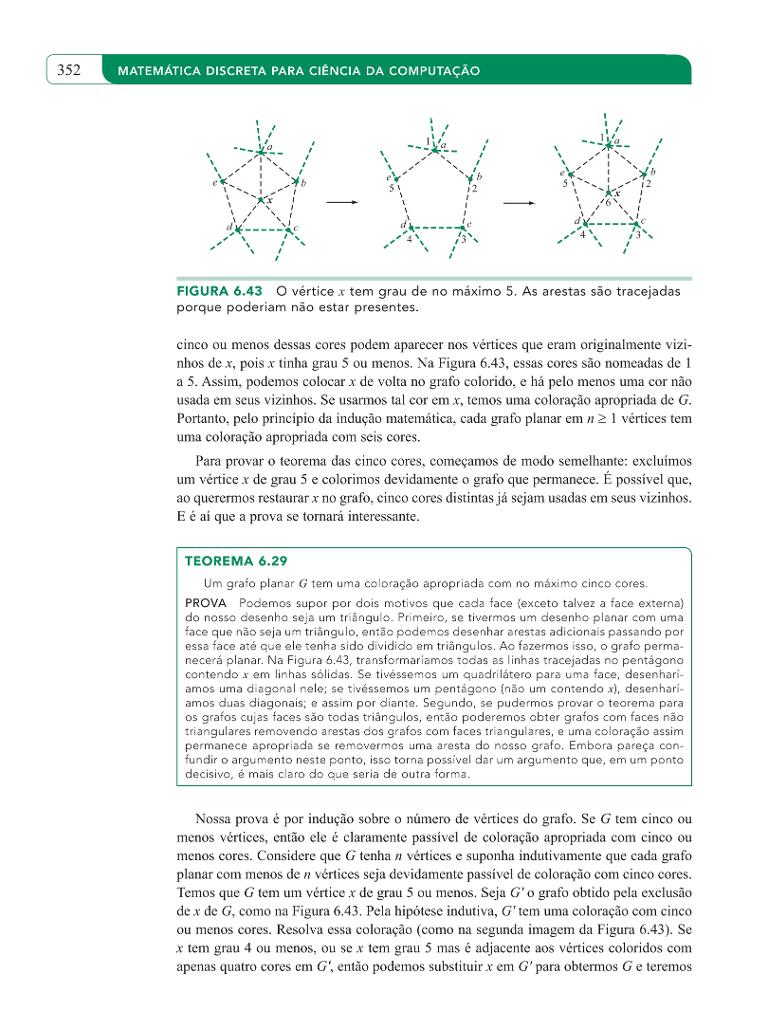 352 MATEMÁTICA DISCRETA PARA CIÊNCIA DA COMPUTAÇÃO
a
e
b
x
d
c
1
a
e
b
5
2
d
c
4
3
1
a
e
b
5
2
x
6
d
c
4
3
FIGURA 6.43 O vértice x tem grau de no máximo 5. As arestas são tracejadas
porque poderiam não estar presentes.
cinco ou menos dessas cores podem aparecer nos vértices que eram originalmente vizi-
nhos de x, pois x tinha grau 5 ou menos. Na Figura 6.43, essas cores são nomeadas de 1
a 5. Assim, podemos colocar x de volta no grafo colorido, e há pelo menos uma cor não
usada em seus vizinhos. Se usarmos tal cor em x, temos uma coloração apropriada de G.
Portanto, pelo princípio da indução matemática, cada grafo planar em n ≥ 1 vértices tem
uma coloração apropriada com seis cores.
Para provar o teorema das cinco cores, começamos de modo semelhante: excluímos
um vértice x de grau 5 e colorimos devidamente o grafo que permanece. É possível que,
ao querermos restaurar x no grafo, cinco cores distintas já sejam usadas em seus vizinhos.
E é aí que a prova se tornará interessante.
TEOREMA 6.29
Um grafo planar G tem uma coloração apropriada com no máximo cinco cores.
PROVA Podemos supor por dois motivos que cada face (exceto talvez a face externa)
do nosso desenho seja um triângulo. Primeiro, se tivermos um desenho planar com uma
face que não seja um triângulo, então podemos desenhar arestas adicionais passando por
essa face até que ele tenha sido dividido em triângulos. Ao fazermos isso, o grafo perma-
necerá planar. Na Figura 6.43, transformaríamos todas as linhas tracejadas no pentágono
contendo x em linhas sólidas. Se tivéssemos um quadrilátero para uma face, desenharí-
amos uma diagonal nele; se tivéssemos um pentágono (não um contendo x), desenharí-
amos duas diagonais; e assim por diante. Segundo, se pudermos provar o teorema para
os grafos cujas faces são todas triângulos, então poderemos obter grafos com faces não
triangulares removendo arestas dos grafos com faces triangulares, e uma coloração assim
permanece apropriada se removermos uma aresta do nosso grafo. Embora pareça con-
fundir o argumento neste ponto, isso torna possível dar um argumento que, em um ponto
decisivo, é mais claro do que seria de outra forma.
Nossa prova é por indução sobre o número de vértices do grafo. Se G tem cinco ou
menos vértices, então ele é claramente passível de coloração apropriada com cinco ou
menos cores. Considere que G tenha n vértices e suponha indutivamente que cada grafo
planar com menos de n vértices seja devidamente passível de coloração com cinco cores.
Temos que G tem um vértice x de grau 5 ou menos. Seja G' o grafo obtido pela exclusão
de x de G, como na Figura 6.43. Pela hipótese indutiva, G' tem uma coloração com cinco
ou menos cores. Resolva essa coloração (como na segunda imagem da Figura 6.43). Se
x tem grau 4 ou menos, ou se x tem grau 5 mas é adjacente aos vértices coloridos com
apenas quatro cores em G', então podemos substituir x em G' para obtermos G e teremos